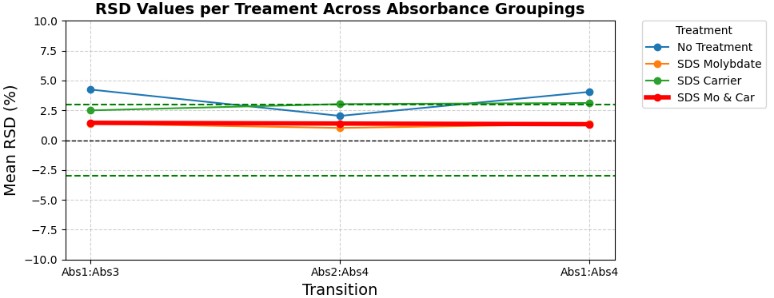 RSD Values per Treament Across Absorbance Groupings
Treatment
No Treatment
SDS Molybdate
SDS Carrier
SDS Mo & Car
Mean RSD (%)
10.0
7.5
5.0
2.5
0.0
−2.5
−5.0
−7.5
−10.0
Abs1:Abs3
Abs2:Abs4
Abs1:Abs4
Transition